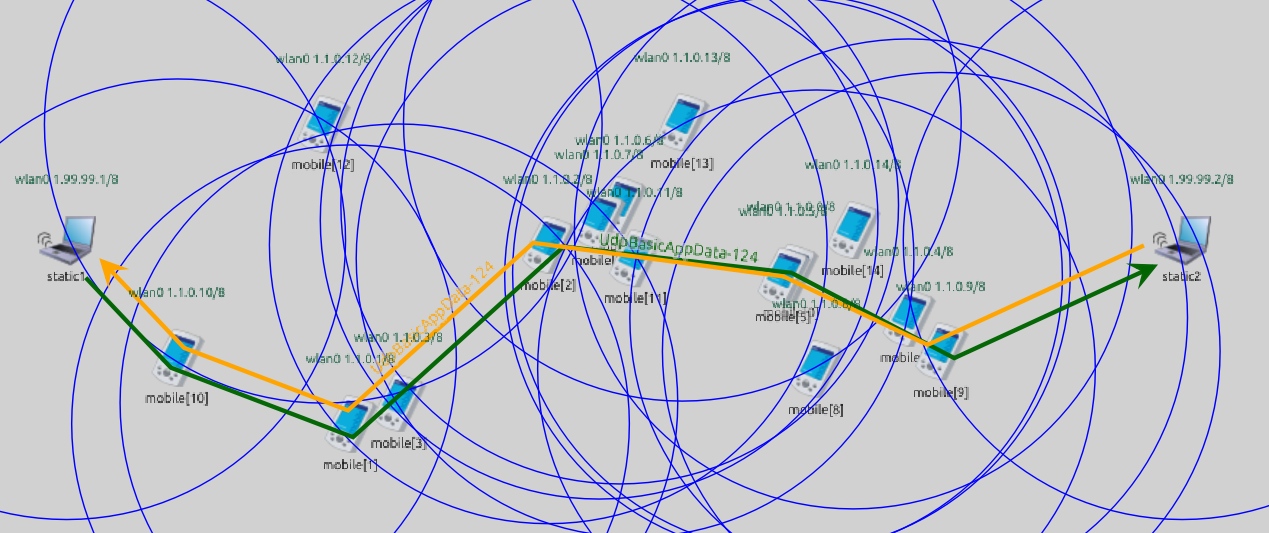 wlan0 1.1.0.12/8
wlan0 1.1.0.13/8
mobile[12]
mobile[13]
wlan0 1.1.0.6/8
wlan0 1.1.0.7/8
wlan0 1.1.0.14/8
wlan0 1.99.99.1/8
wlan0 1.1.0.2/8
wlan0 1.1.0.11/8
wlan0 1.99.99.2/8
wlan0 1.1.0.5/8
UdpBasicAppData-124
wlan0 1.1.0.4/8
static1
mobile[2]
mobile[11]
mobile[14]
static2
wlan0 1.1.0.10/8
wlan0 1.1.0.9/8
UdpBasicAppData-124
mobile[5]
wlan0 1.1.0.3/8
wlan0 1.1.0.1/8
mobile
mobile[10]
mobile[9]
mobile[8]
mobile[3]
mobile[1]